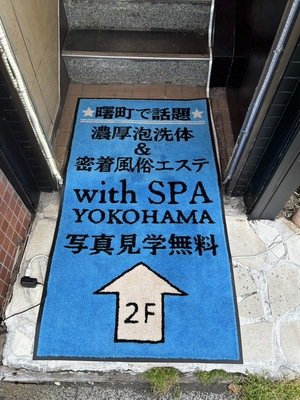 ★曙町で話題★
濃厚泡洗体
&
密着風俗エステ
with SPA
YOKOHAMA
写真見学無料
2F